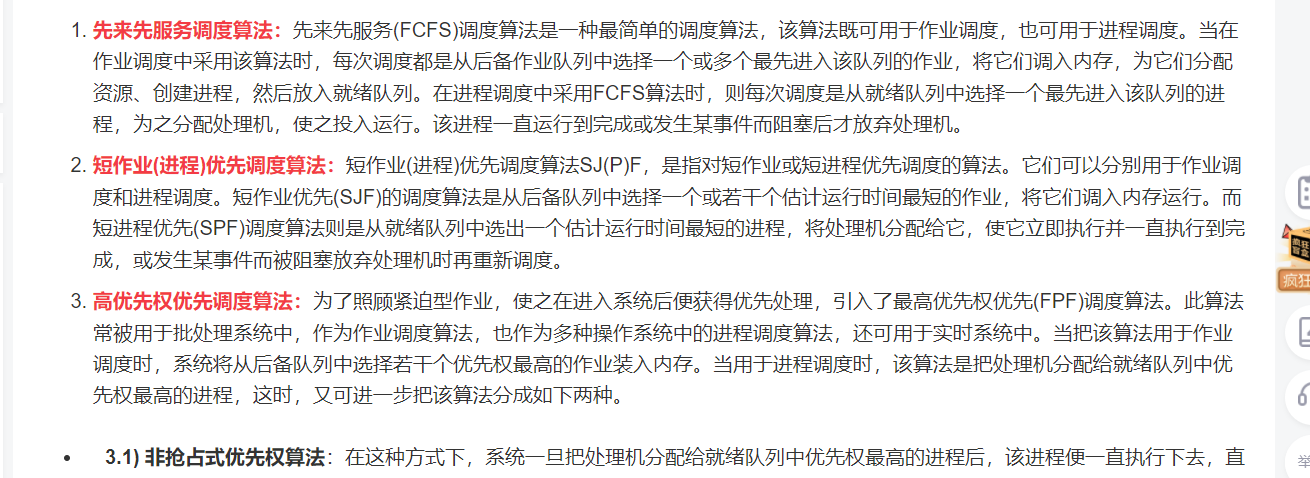 1. 先来先服务调度算法：先来先服务(FCFS)调度算法是一种最简单的调度算法，该算法既可用于作业调度，也可用于进程调度。当在
作业调度中采用该算法时，每次调度都是从后备作业队列中选择一个或多个最先进入该队列的作业，将它们调入内存，为它们分配
资源、创建进程，然后放入就绪队列。在进程调度中采用FCFS算法时，则每次调度是从就绪队列中选择一个最先进入该队列的进
程，为之分配处理机，使之投入运行。该进程一直运行到完成或发生某事件而阻塞后才放弃处理机。
2. 短作业(进程)优先调度算法：短作业(进程)优先调度算法SJ(P)F，是指对短作业或短进程优先调度的算法。它们可以分别用于作业调
度和进程调度。短作业优先(SJF)的调度算法是从后备队列中选择一个或若干个估计运行时间最短的作业，将它们调入内存运行。而
短进程优先(SPF)调度算法则是从就绪队列中选出一个估计运行时间最短的进程，将处理机分配给它，使它立即执行并一直执行到完
成，或发生某事件而被阻塞放弃处理机时再重新调度。
3. 高优先权优先调度算法：为了照顾紧迫型作业，使之在进入系统后便获得优先处理，引入了最高优先权优先(FPF)调度算法。此算法
常被用于批处理系统中，作为作业调度算法，也作为多种操作系统中的进程调度算法，还可用于实时系统中。当把该算法用于作业
调度时，系统将从后备队列中选择若干个优先权最高的作业装入内存。当用于进程调度时，该算法是把处理机分配给就绪队列中优
先权最高的进程，这时，又可进一步把该算法分成如下两种。
• 3.1) 非抢占式优先权算法：在这种方式下，系统一旦把处理机分配给就绪队列中优先权最高的进程后，该进程便一直执行下去，直
疯狂